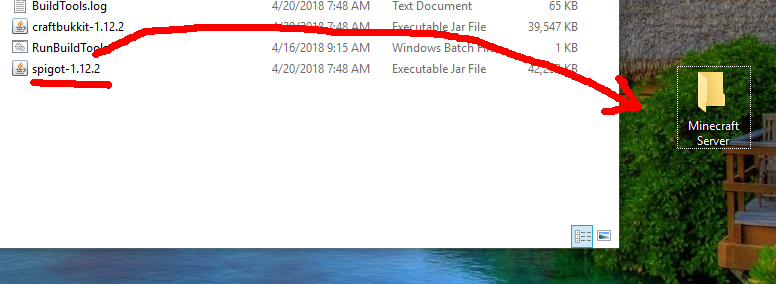 BuildTools.log 4/20/2018 7:48 AM Text Document 65 KB
craftbukkit-1.12.2 4/20/2018 7:48 AM Executable Jar File 39,547 KB
RunBuildTools 4/16/2018 9:15 AM Windows Batch File 1 KB
spigot-1.12.2 4/20/2018 7:48 AM Executable Jar File KB
Minecraft
Server